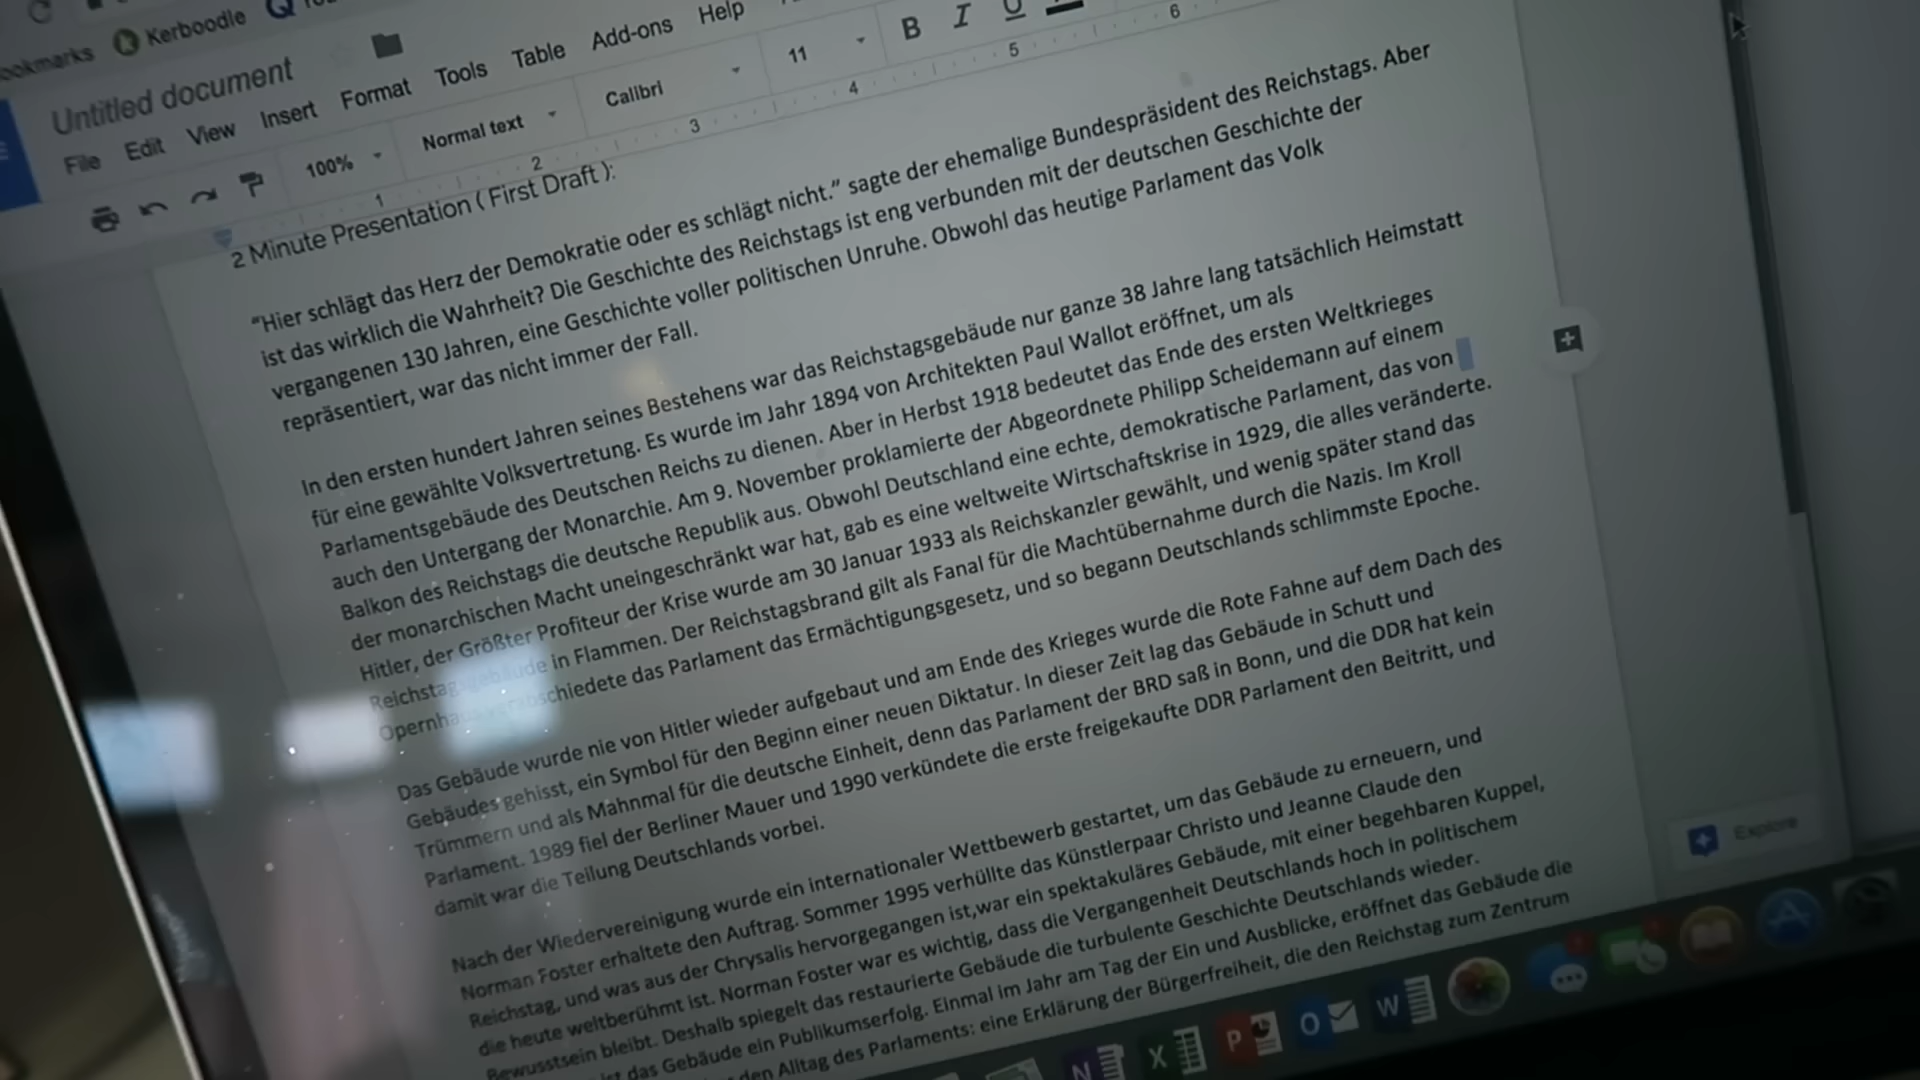 ookmarks Kerboodle
Untitled document
File Edit View Insert Format Tools Table Add-ons Help
100% Normal text Calibri 11 B I U
1 2 3 4 5 6
2 Minute Presentation ( First Draft ):
“Hier schlägt das Herz der Demokratie oder es schlägt nicht.” sagte der ehemalige Bundespräsident des Reichstags. Aber
ist das wirklich die Wahrheit? Die Geschichte des Reichstags ist eng verbunden mit der deutschen Geschichte der
vergangenen 130 Jahren, eine Geschichte voller politischen Unruhe. Obwohl das heutige Parlament das Volk
repräsentiert, war das nicht immer der Fall.
In den ersten hundert Jahren seines Bestehens war das Reichstagsgebäude nur ganze 38 Jahre lang tatsächlich Heimstatt
für eine gewählte Volksvertretung. Es wurde im Jahr 1894 von Architekten Paul Wallot eröffnet, um als
Parlamentsgebäude des Deutschen Reichs zu dienen. Aber in Herbst 1918 bedeutet das Ende des ersten Weltkrieges
auch den Untergang der Monarchie. Am 9. November proklamierte der Abgeordnete Philipp Scheidemann auf einem
Balkon des Reichstags die deutsche Republik aus. Obwohl Deutschland eine echte, demokratische Parlament, das von
der monarchischen Macht uneingeschränkt war hat, gab es eine weltweite Wirtschaftskrise in 1929, die alles veränderte.
Hitler, der Größter Profiteur der Krise wurde am 30 Januar 1933 als Reichskanzler gewählt, und wenig später stand das
Reichstagsgebäude in Flammen. Der Reichstagsbrand gilt als Fanal für die Machtübernahme durch die Nazis. Im Kroll
Opernhaus verabschiedete das Parlament das Ermächtigungsgesetz, und so begann Deutschlands schlimmste Epoche.
Das Gebäude wurde nie von Hitler wieder aufgebaut und am Ende des Krieges wurde die Rote Fahne auf dem Dach des
Gebäudes gehisst, ein Symbol für den Beginn einer neuen Diktatur. In dieser Zeit lag das Gebäude in Schutt und
Trümmern und als Mahnmal für die deutsche Einheit, denn das Parlament der BRD saß in Bonn, und die DDR hat kein
Parlament. 1989 fiel der Berliner Mauer und 1990 verkündete die erste freigekaufte DDR Parlament den Beitritt, und
damit war die Teilung Deutschlands vorbei.
Nach der Wiedervereinigung wurde ein internationaler Wettbewerb gestartet, um das Gebäude zu erneuern, und
Norman Foster erhaltete den Auftrag. Sommer 1995 verhüllte das Künstlerpaar Christo und Jeanne Claude den
Reichstag, und was aus der Chrysalis hervorgegangen ist,war ein spektakuläres Gebäude, mit einer begehbaren Kuppel,
die heute weltberühmt ist. Norman Foster war es wichtig, dass die Vergangenheit Deutschlands hoch in politischem
Bewusstsein bleibt. Deshalb spiegelt das restaurierte Gebäude die turbulente Geschichte Deutschlands wieder.
ist das Gebäude ein Publikumserfolg. Einmal im Jahr am Tag der Ein und Ausblicke, eröffnet das Gebäude die
den Alltag des Parlaments: eine Erklärung der Bürgerfreiheit, die den Reichstag zum Zentrum
Explore
N X P O W